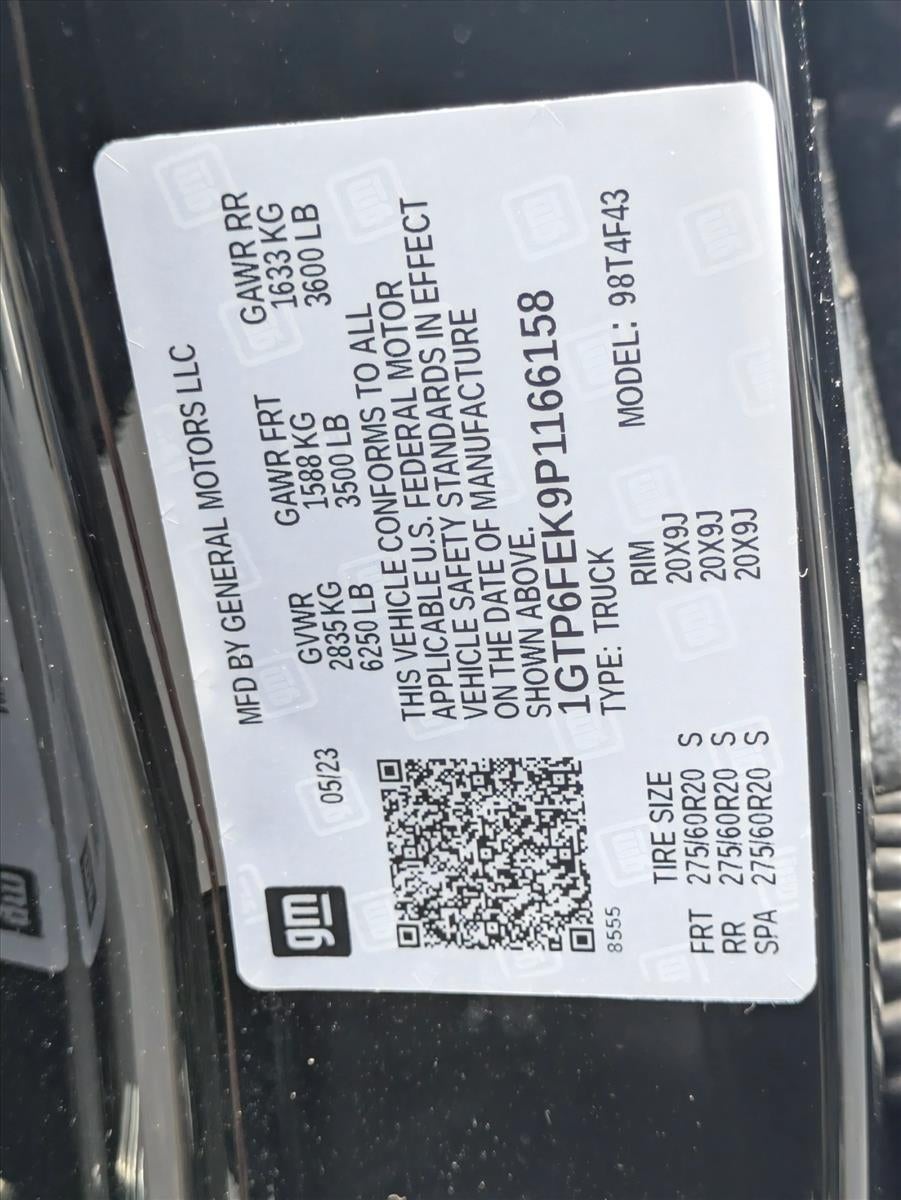 MFD BY GENERAL MOTORS LLC
gm
05/23
GVWR GAWR FRT GAWR RR
2835 KG 1588 KG 1633 KG
6250 LB 3500 LB 3600 LB
THIS VEHICLE CONFORMS TO ALL
APPLICABLE U.S. FEDERAL MOTOR
VEHICLE SAFETY STANDARDS IN EFFECT
ON THE DATE OF MANUFACTURE
SHOWN ABOVE.
1GTP6FEK9P1166158
TYPE: TRUCK MODEL: 98T4F43
8555
TIRE SIZE RIM
FRT 275/60R20 S 20X9J
RR 275/60R20 S 20X9J
SPA 275/60R20 S 20X9J